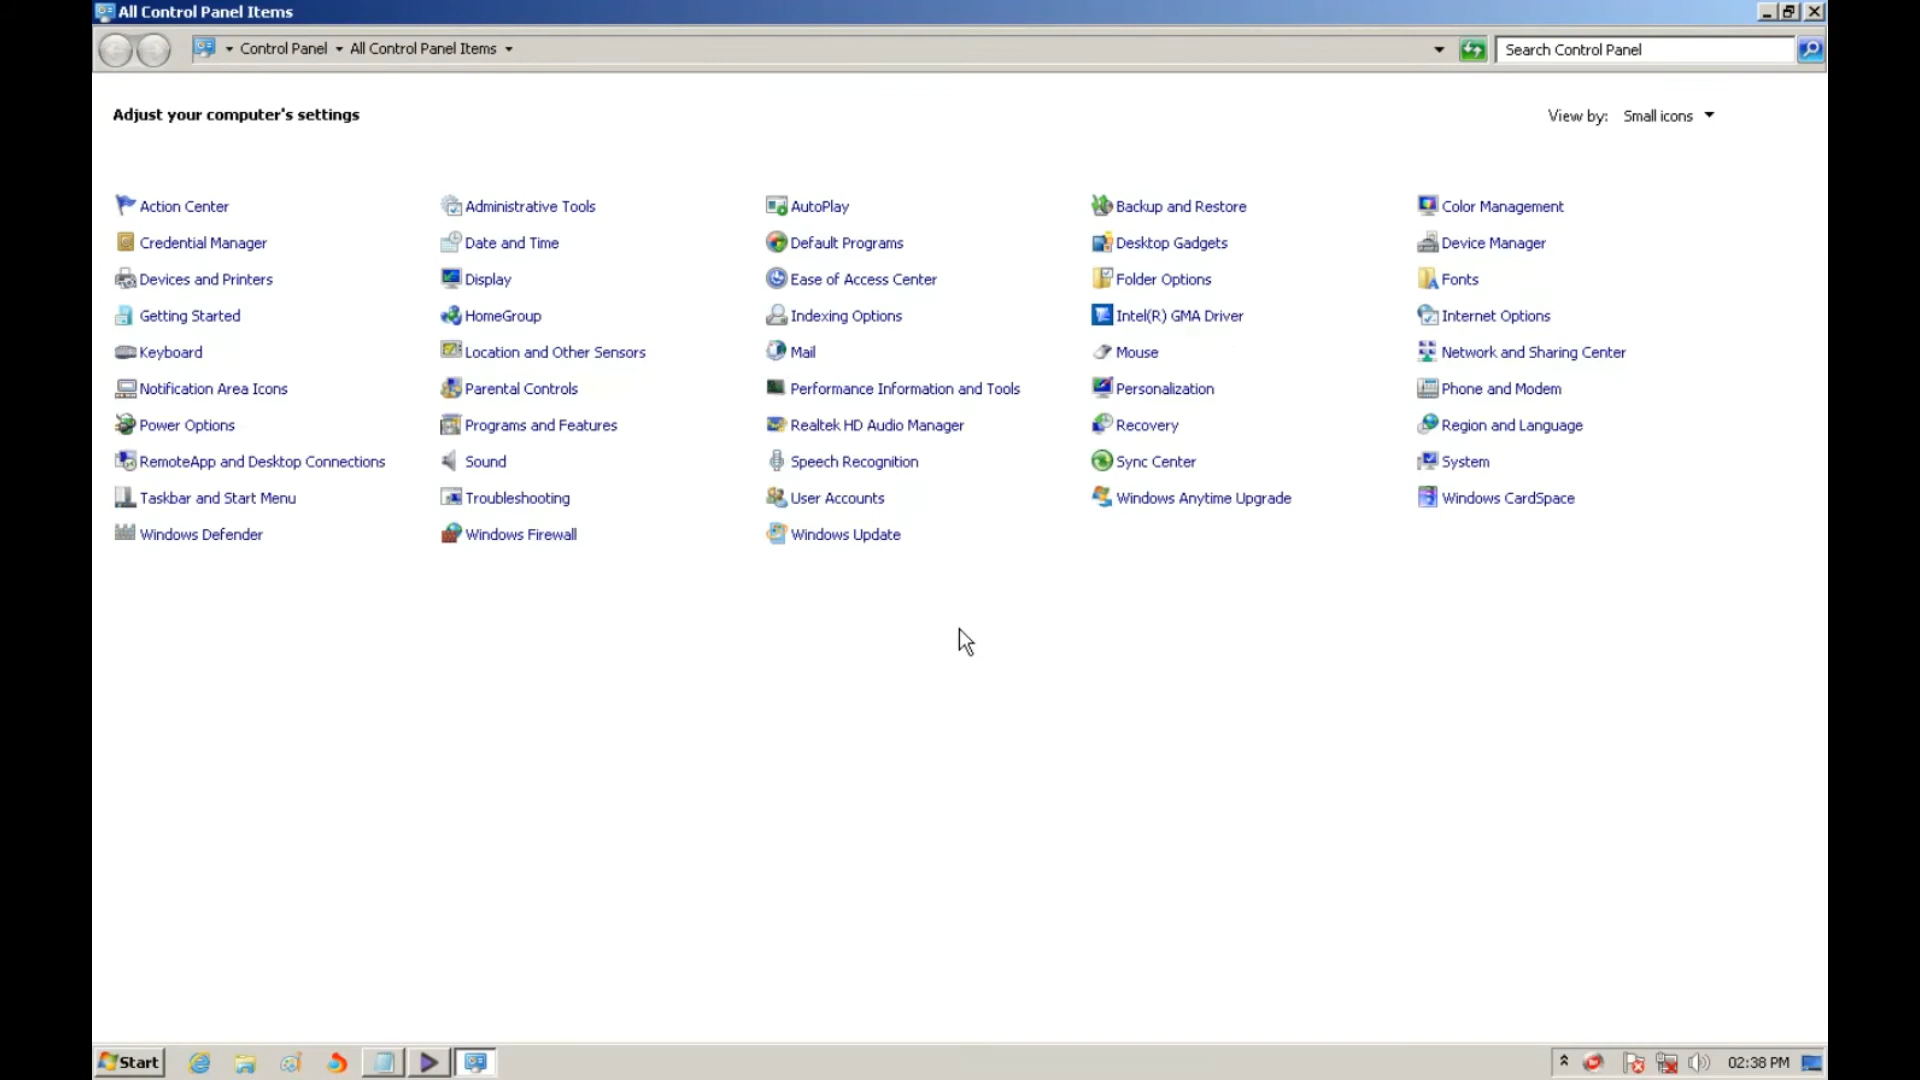 All Control Panel Items
Control Panel All Control Panel Items
Search Control Panel
Adjust your computer's settings
View by: Small icons
Action Center Administrative Tools AutoPlay Backup and Restore Color Management
Credential Manager Date and Time Default Programs Desktop Gadgets Device Manager
Devices and Printers Display Ease of Access Center Folder Options Fonts
Getting Started HomeGroup Indexing Options Intel(R) GMA Driver Internet Options
Keyboard Location and Other Sensors Mail Mouse Network and Sharing Center
Notification Area Icons Parental Controls Performance Information and Tools Personalization Phone and Modem
Power Options Programs and Features Realtek HD Audio Manager Recovery Region and Language
RemoteApp and Desktop Connections Sound Speech Recognition Sync Center System
Taskbar and Start Menu Troubleshooting User Accounts Windows Anytime Upgrade Windows CardSpace
Windows Defender Windows Firewall Windows Update
Start
02:38 PM